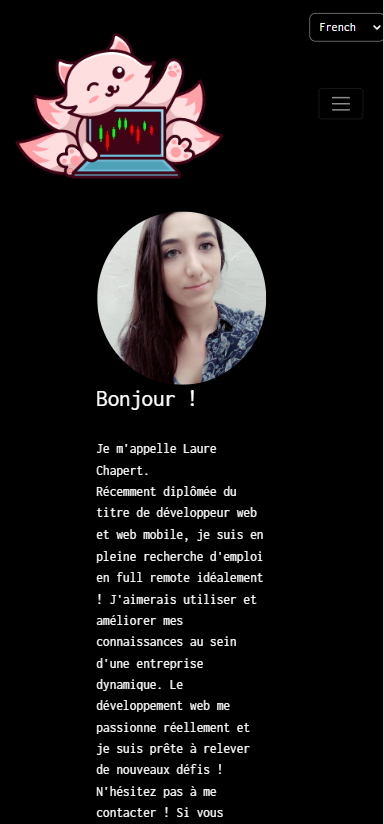 French
Bonjour !
Je m'appelle Laure
Chapert.
Récemment diplômée du
titre de développeur web
et web mobile, je suis en
pleine recherche d'emploi
en full remote idéalement
! J'aimerais utiliser et
améliorer mes
connaissances au sein
d'une entreprise
dynamique. Le
développement web me
passionne réellement et
je suis prête à relever
de nouveaux défis !
N'hésitez pas à me
contacter ! Si vous